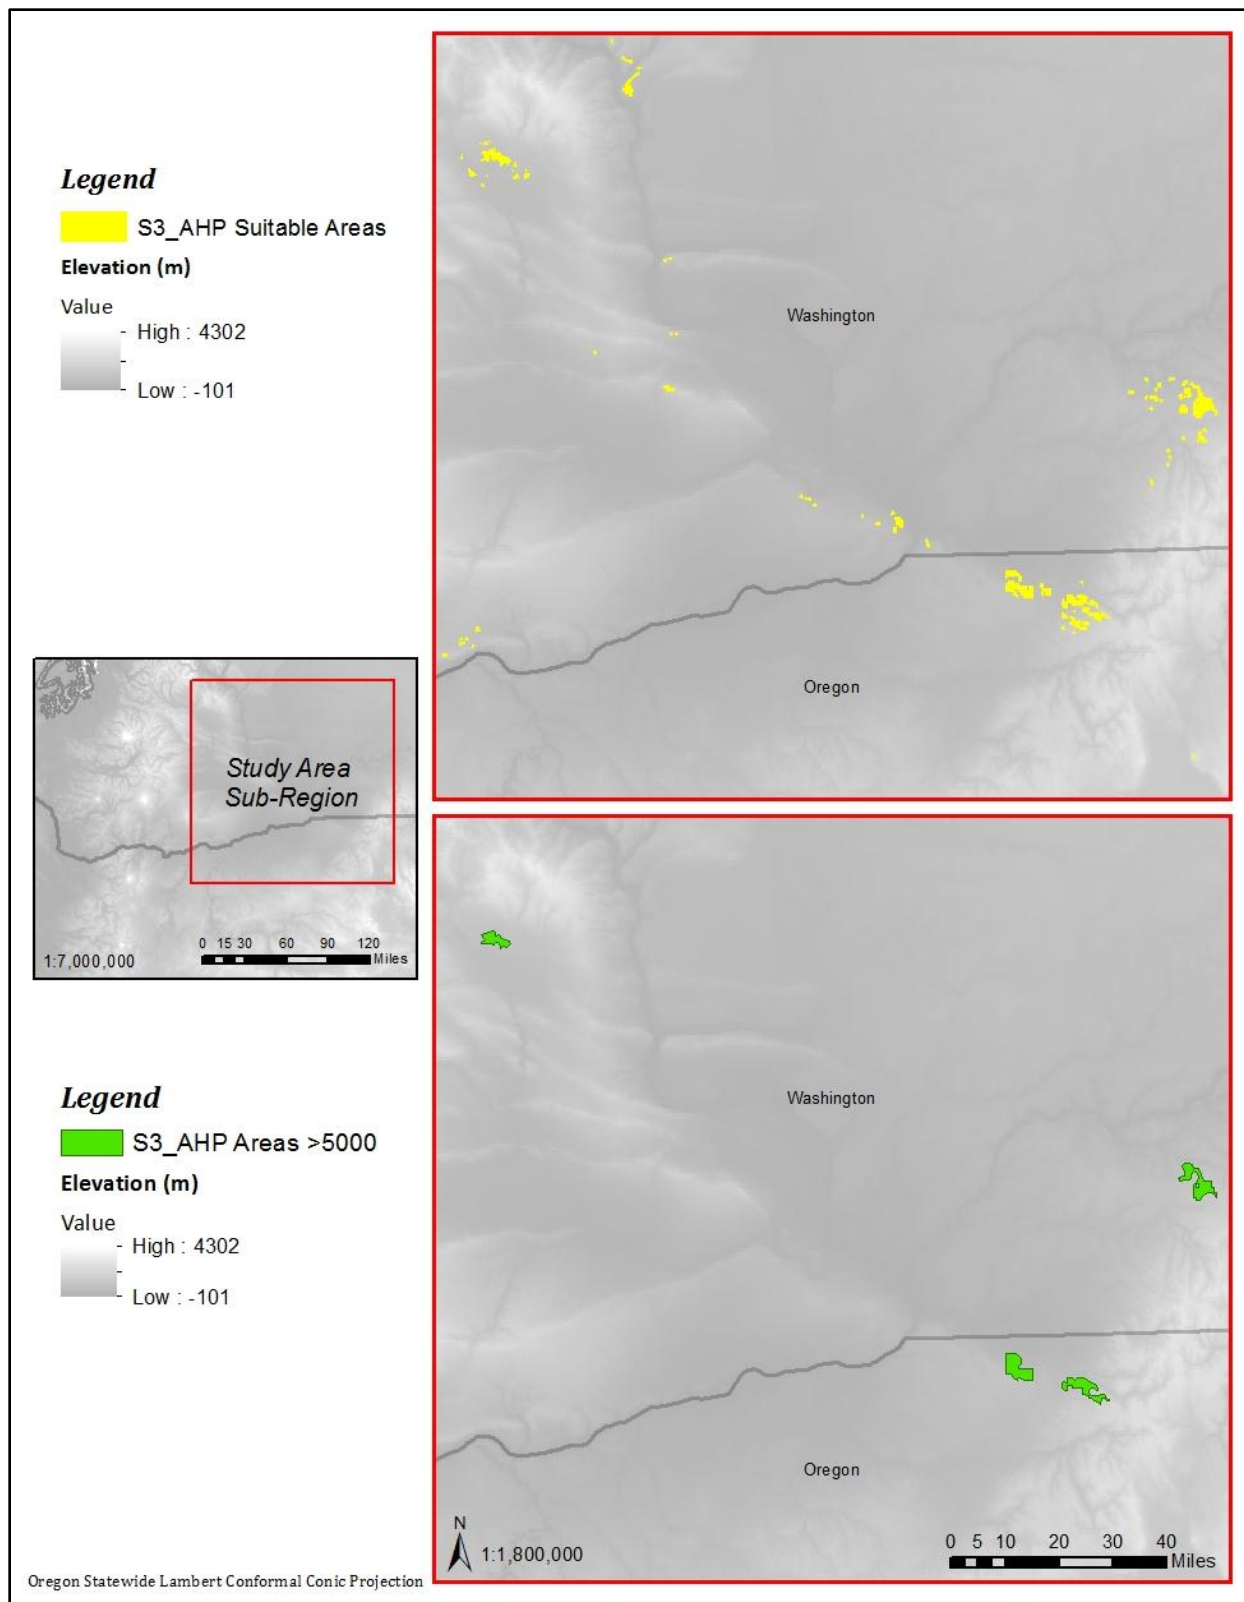 Legend
S3_AHP Suitable Areas
Elevation (m)
Value
High : 4302
Low : -101
Washington
Oregon
Study Area
Sub-Region
0 15 30 60 90 120
1:7,000,000
Miles
Legend
S3_AHP Areas >5000
Elevation (m)
Value
High : 4302
Low : -101
Washington
Oregon
N
1:1,800,000
0 5 10 20 30 40
Miles
Oregon Statewide Lambert Conformal Conic Projection